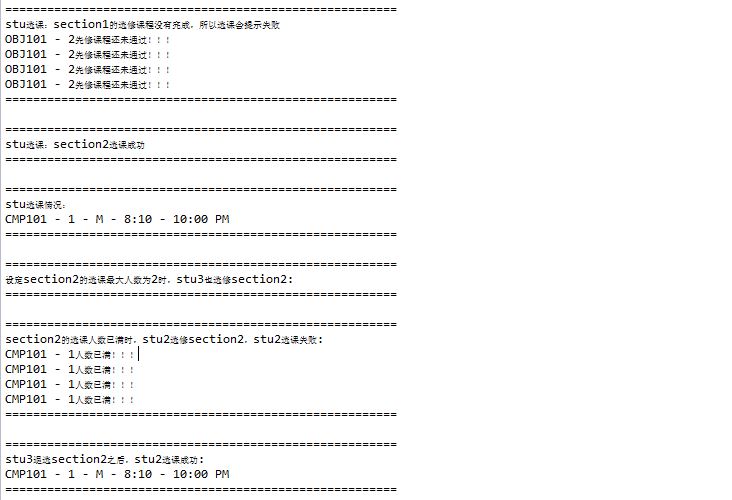 ========================================================
stu选课：section1的选修课程没有完成，所以选课会提示失败
OBJ101 - 2先修课程还未通过！！！
OBJ101 - 2先修课程还未通过！！！
OBJ101 - 2先修课程还未通过！！！
OBJ101 - 2先修课程还未通过！！！
========================================================
========================================================
stu选课：section2选课成功
========================================================
========================================================
stu选课情况：
CMP101 - 1 - M - 8:10 - 10:00 PM
========================================================
========================================================
设定section2的选课最大人数为2时，stu3也选修section2:
========================================================
========================================================
section2的选课人数已满时，stu2选修section2，stu2选课失败:
CMP101 - 1人数已满！！！
CMP101 - 1人数已满！！！
CMP101 - 1人数已满！！！
CMP101 - 1人数已满！！！
========================================================
========================================================
stu3退选section2之后，stu2选课成功:
CMP101 - 1 - M - 8:10 - 10:00 PM
========================================================